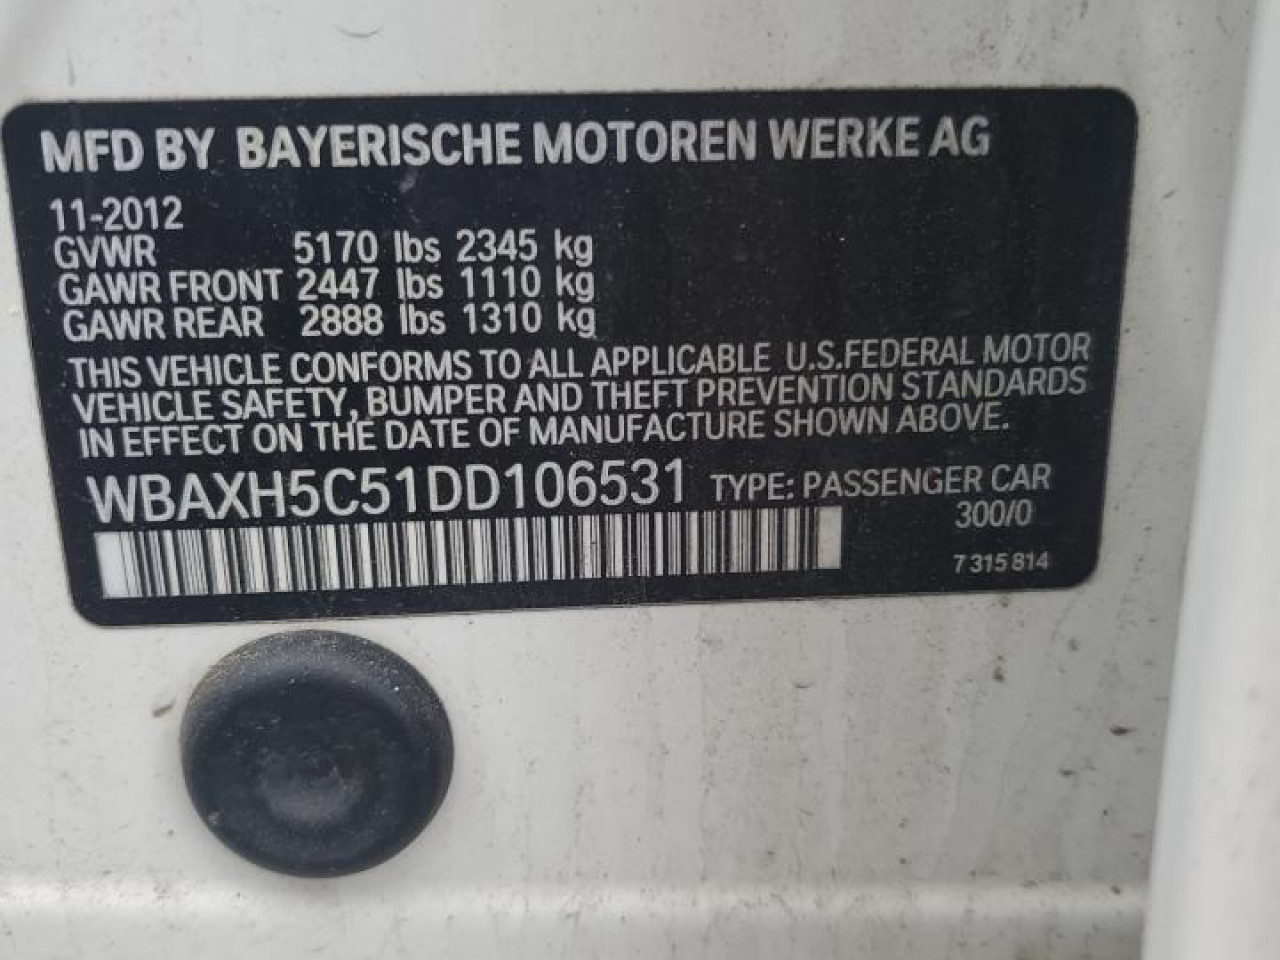 MFD BY BAYERISCHE MOTOREN WERKE AG
11-2012
GVWR 5170 lbs 2345 kg
GAWR FRONT 2447 lbs 1110 kg
GAWR REAR 2888 lbs 1310 kg
THIS VEHICLE CONFORMS TO ALL APPLICABLE U.S.FEDERAL MOTOR
VEHICLE SAFETY, BUMPER AND THEFT PREVENTION STANDARDS
IN EFFECT ON THE DATE OF MANUFACTURE SHOWN ABOVE.
WBAXH5C51DD106531 TYPE: PASSENGER CAR
300/0
7 315 814